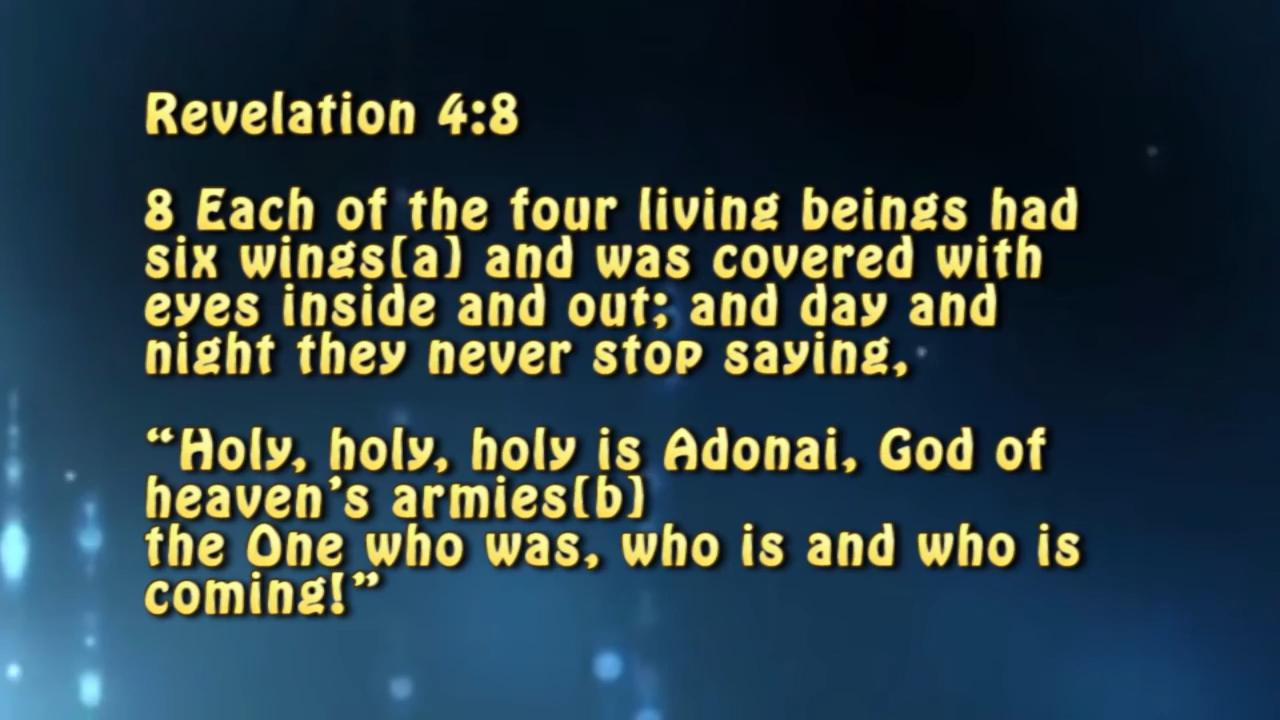 Revelation 4:8
8 Each of the four living beings had
six wings[a] and was covered with
eyes inside and out; and day and
night they never stop saying,
“Holy, holy, holy is Adonai, God of
heaven’s armies[b]
the One who was, who is and who is
coming!”